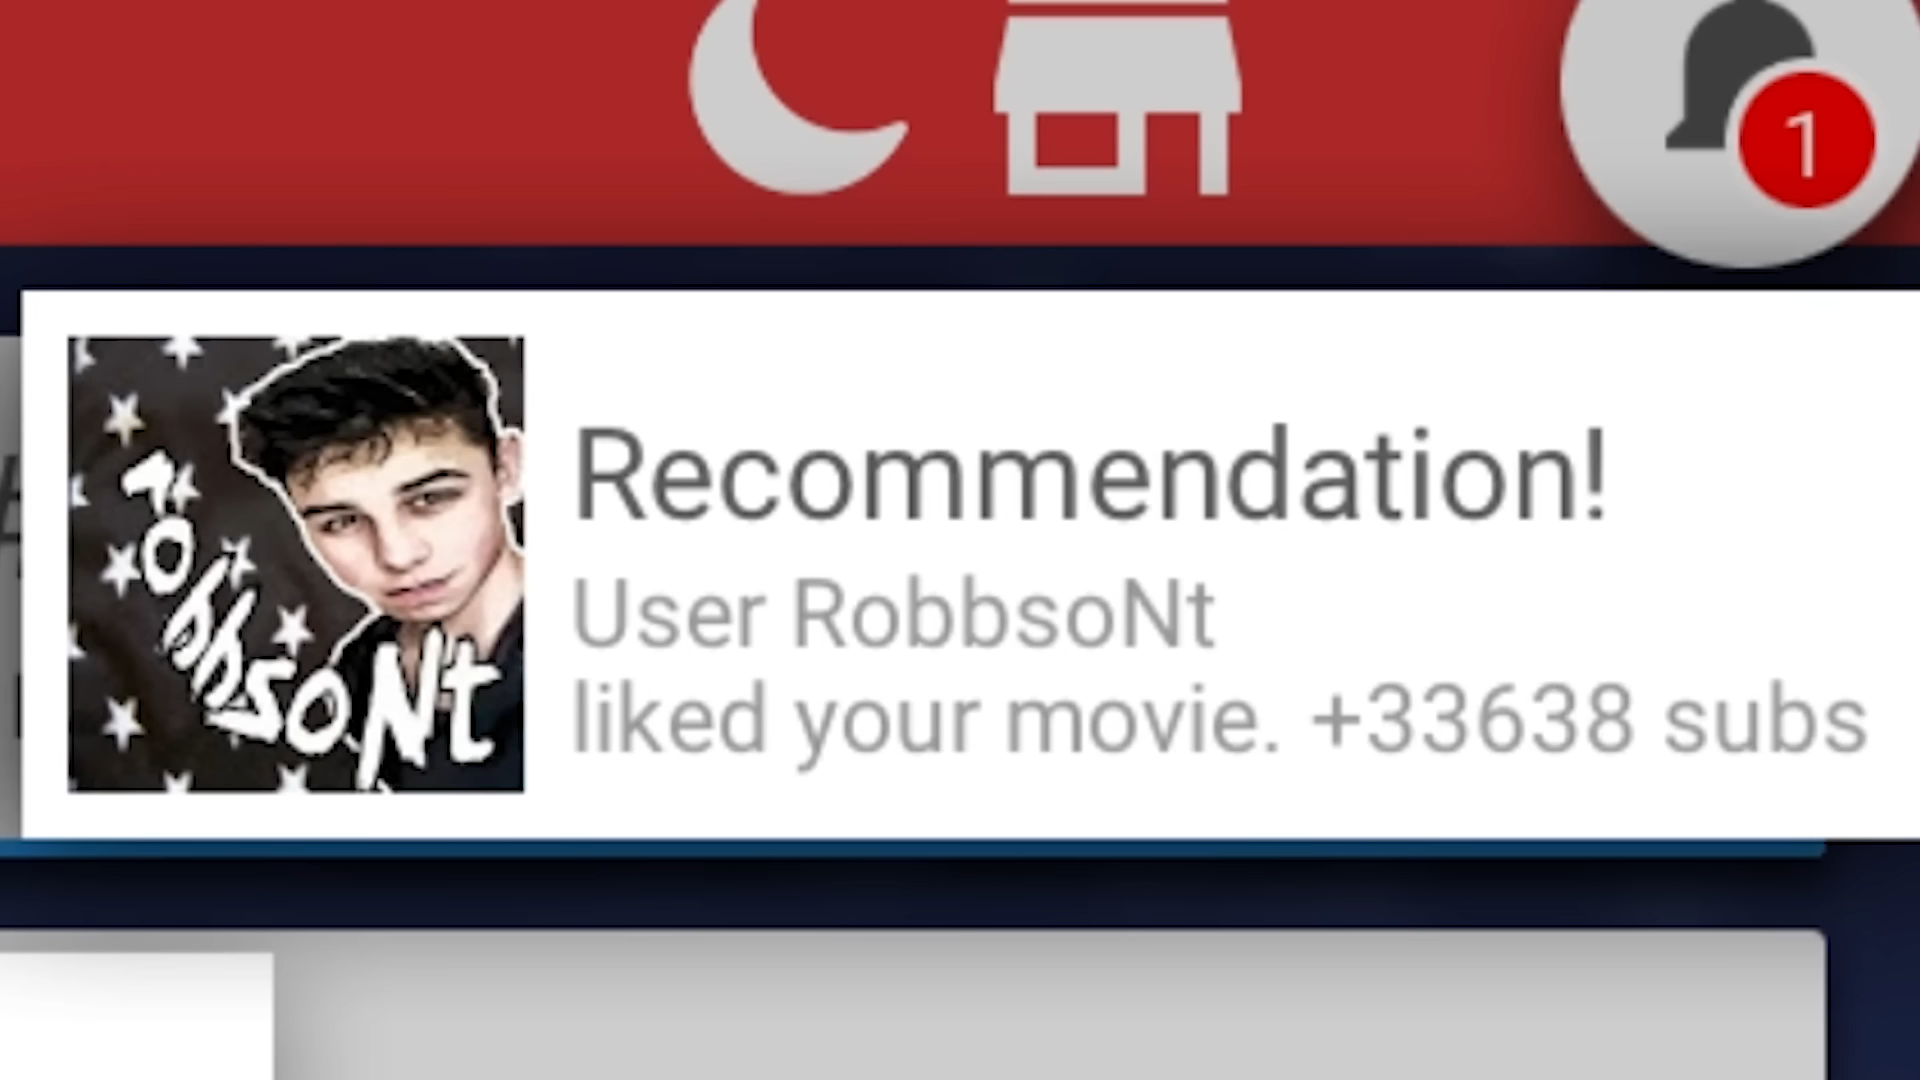 1
Recommendation!
User RobbsoNt
liked your movie. +33638 subs
RobbsoNt